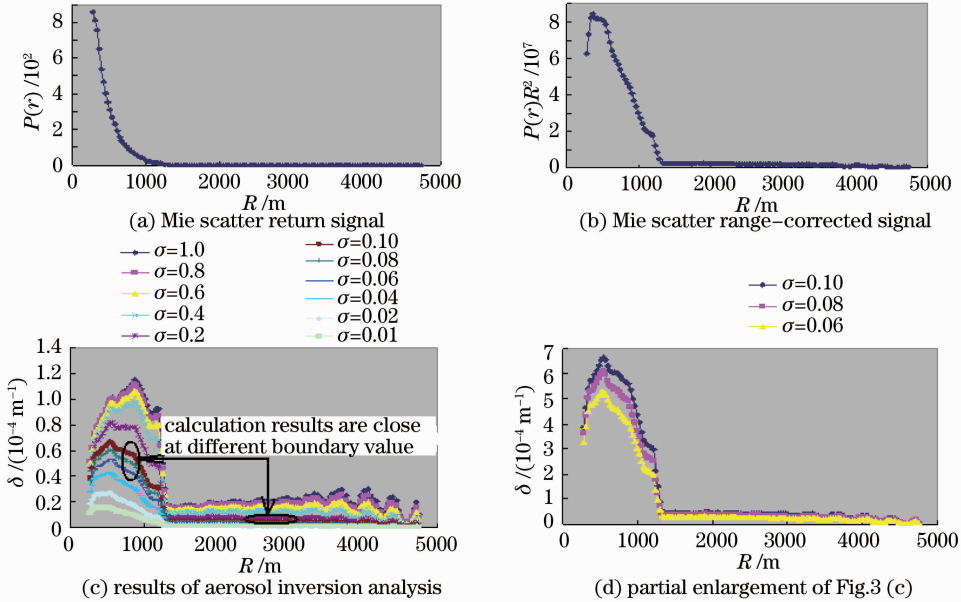 P(r) /10²
8
6
4
2
0
0 1000 2000 3000 4000 5000
R /m
(a) Mie scatter return signal
P(r)R² /10⁷
8
6
4
2
0
0 1000 2000 3000 4000 5000
R /m
(b) Mie scatter range-corrected signal
σ=1.0
σ=0.8
σ=0.6
σ=0.4
σ=0.2
σ=0.10
σ=0.08
σ=0.06
σ=0.04
σ=0.02
σ=0.01
δ /(10⁻⁴ m⁻¹)
1.4
1.2
1.0
0.8
0.6
0.4
0.2
0
calculation results are close
at different boundary value
0 1000 2000 3000 4000 5000
R /m
(c) results of aerosol inversion analysis
σ=0.10
σ=0.08
σ=0.06
δ /(10⁻⁴ m⁻¹)
7
6
5
4
3
2
1
0
0 1000 2000 3000 4000 5000
R /m
(d) partial enlargement of Fig.3 (c)